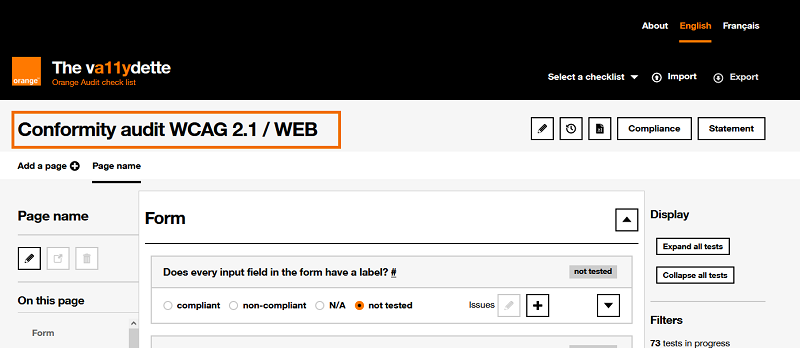 About English Français
orange
The va11ydette
Orange Audit check list
Select a checklist Import Export
Conformity audit WCAG 2.1 / WEB
Compliance Statement
Add a page Page name
Page name
On this page
Form
Form
Does every input field in the form have a label? #
not tested
compliant non-compliant N/A not tested
Issues
Display
Expand all tests
Collapse all tests
Filters
73 tests in progress